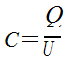 C = Q/U